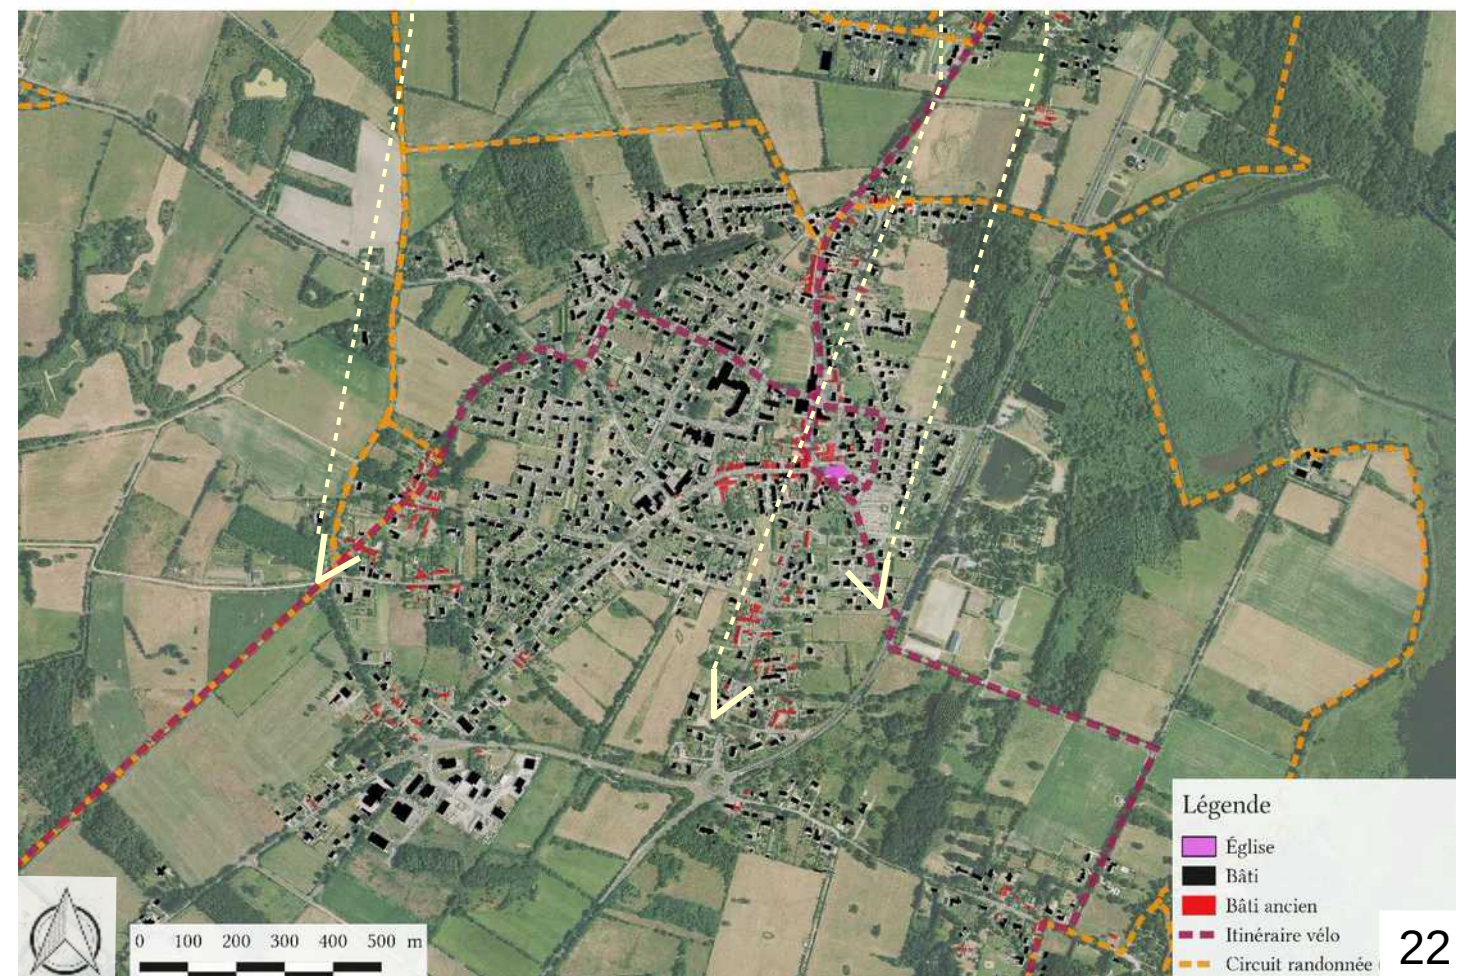 Légende
Église
Bâti
Bâti ancien
Itinéraire vélo
Circuit randonnée
22
0 100 200 300 400 500 m